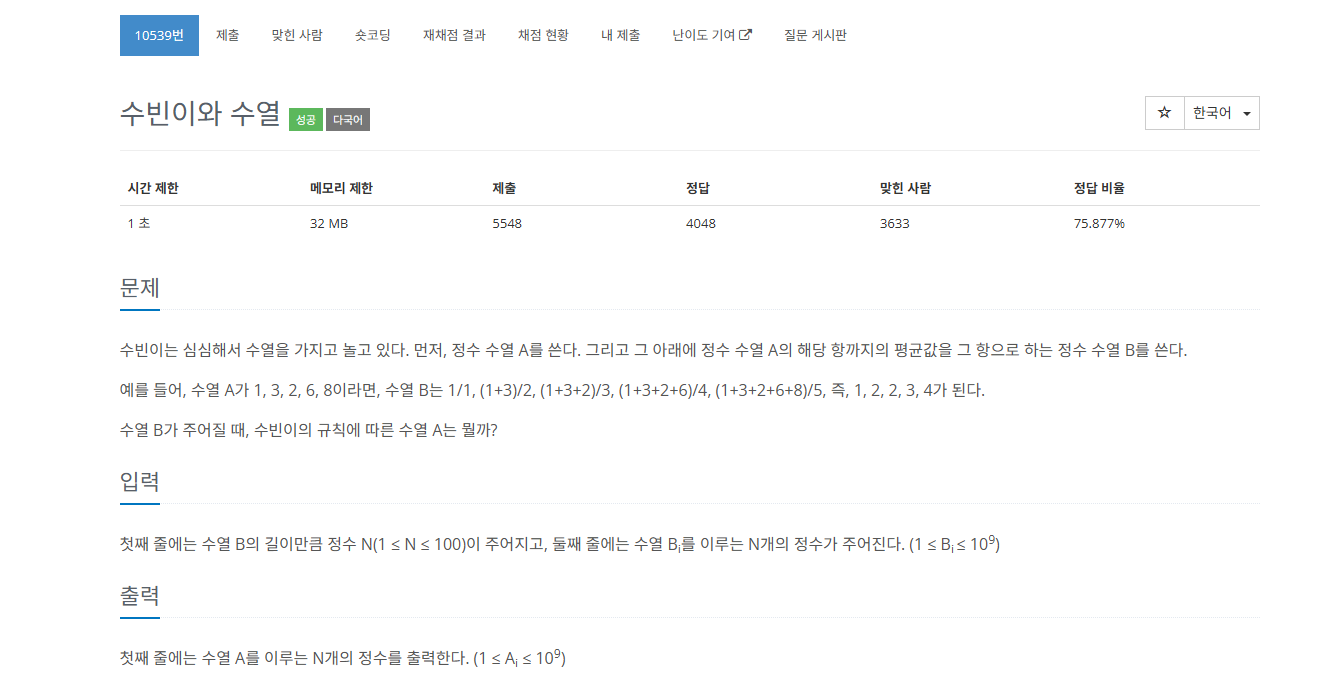 10539번 제출 맞힌 사람 숏코딩 재채점 결과 채점 현황 내 제출 난이도 기여 질문 게시판
수빈이와 수열 성공 다국어 ☆ 한국어
시간 제한 메모리 제한 제출 정답 맞힌 사람 정답 비율
1 초 32 MB 5548 4048 3633 75.877%
문제
수빈이는 심심해서 수열을 가지고 놀고 있다. 먼저, 정수 수열 A를 쓴다. 그리고 그 아래에 정수 수열 A의 해당 항까지의 평균값을 그 항으로 하는 정수 수열 B를 쓴다.
예를 들어, 수열 A가 1, 3, 2, 6, 8이라면, 수열 B는 1/1, (1+3)/2, (1+3+2)/3, (1+3+2+6)/4, (1+3+2+6+8)/5, 즉, 1, 2, 2, 3, 4가 된다.
수열 B가 주어질 때, 수빈이의 규칙에 따른 수열 A는 뭘까?
입력
첫째 줄에는 수열 B의 길이만큼 정수 N(1 ≤ N ≤ 100)이 주어지고, 둘째 줄에는 수열 Bi를 이루는 N개의 정수가 주어진다. (1 ≤ Bi ≤ 10⁹)
출력
첫째 줄에는 수열 A를 이루는 N개의 정수를 출력한다. (1 ≤ Ai ≤ 10⁹)